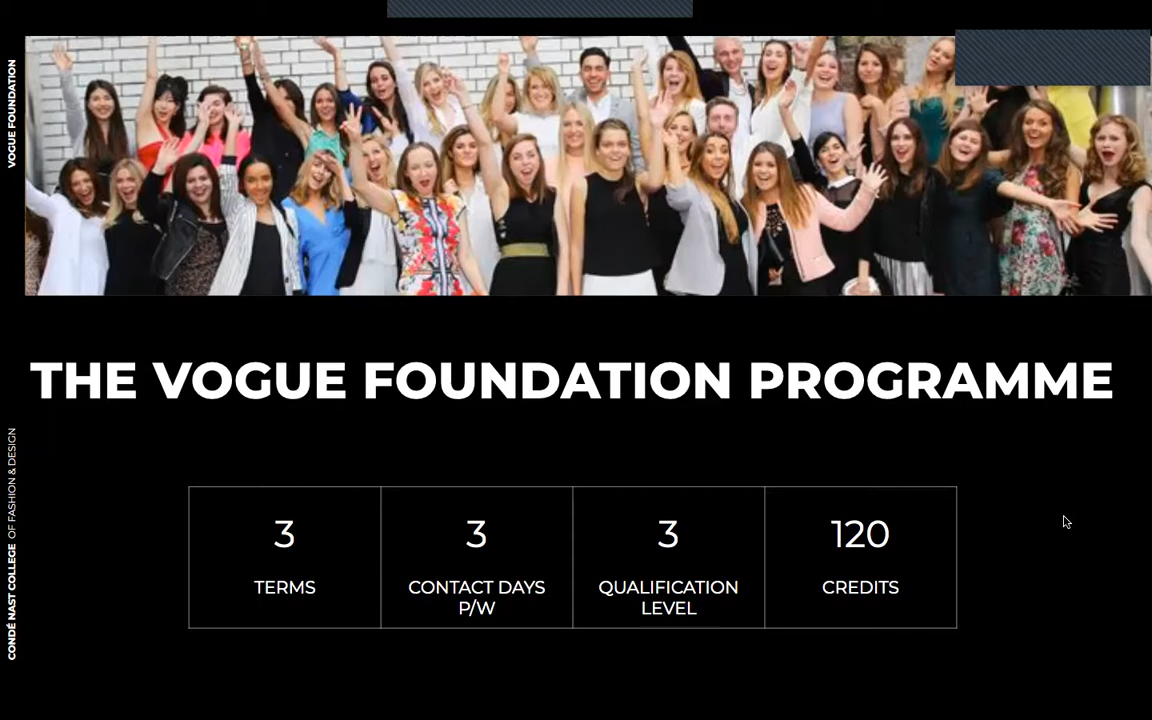 VOGUE FOUNDATION
THE VOGUE FOUNDATION PROGRAMME
CONDÉ NAST COLLEGE OF FASHION & DESIGN
3
TERMS
3
CONTACT DAYS
P/W
3
QUALIFICATION
LEVEL
120
CREDITS